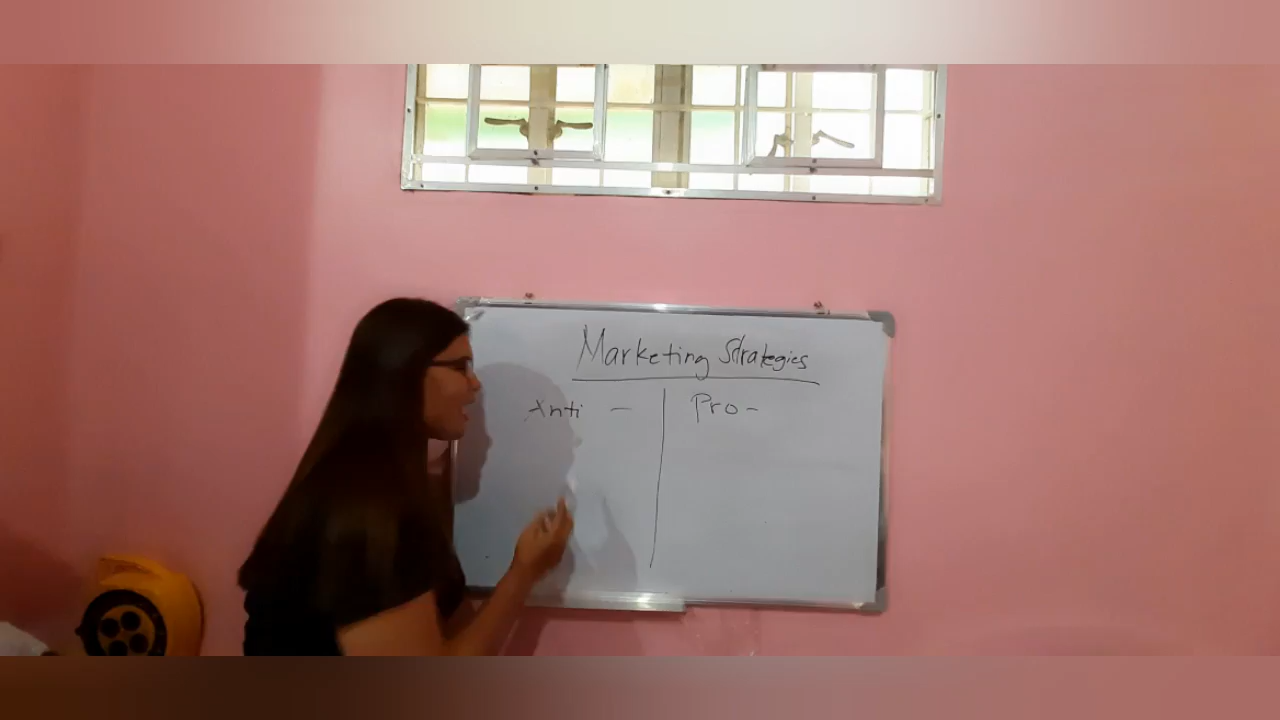 Marketing Strategies
Anti - | Pro -